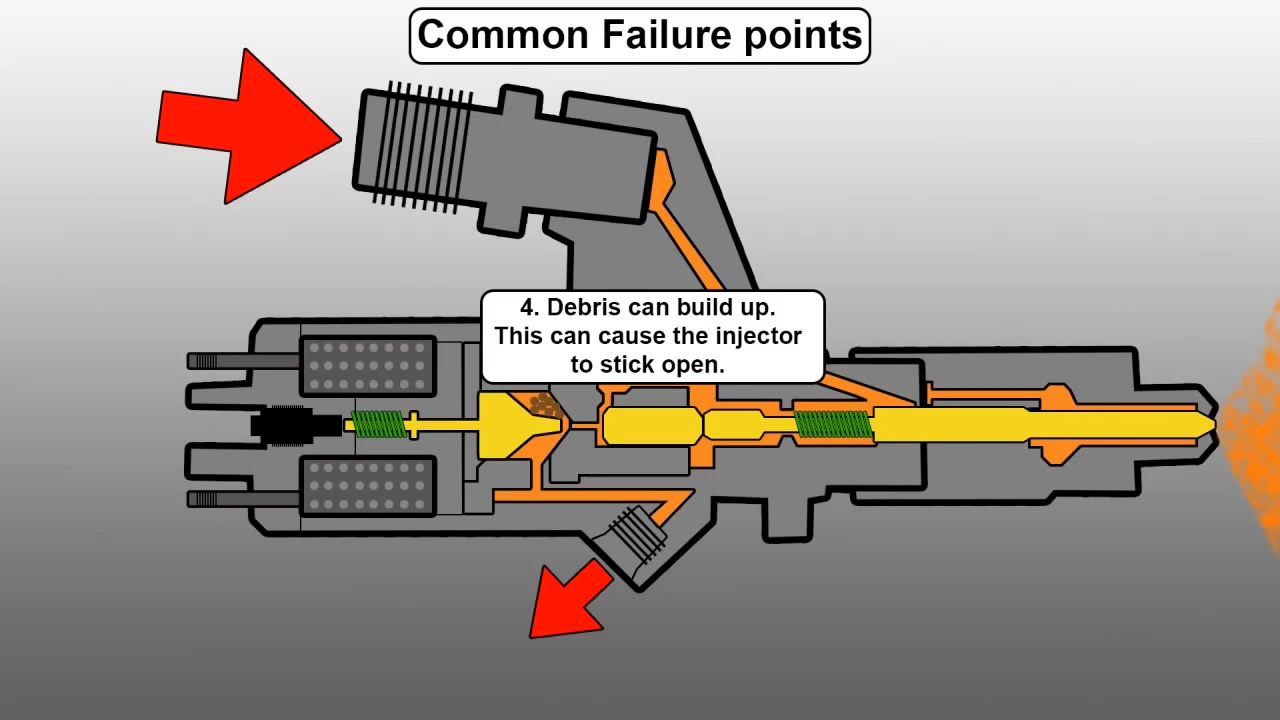 Common Failure points
4. Debris can build up.
This can cause the injector
to stick open.